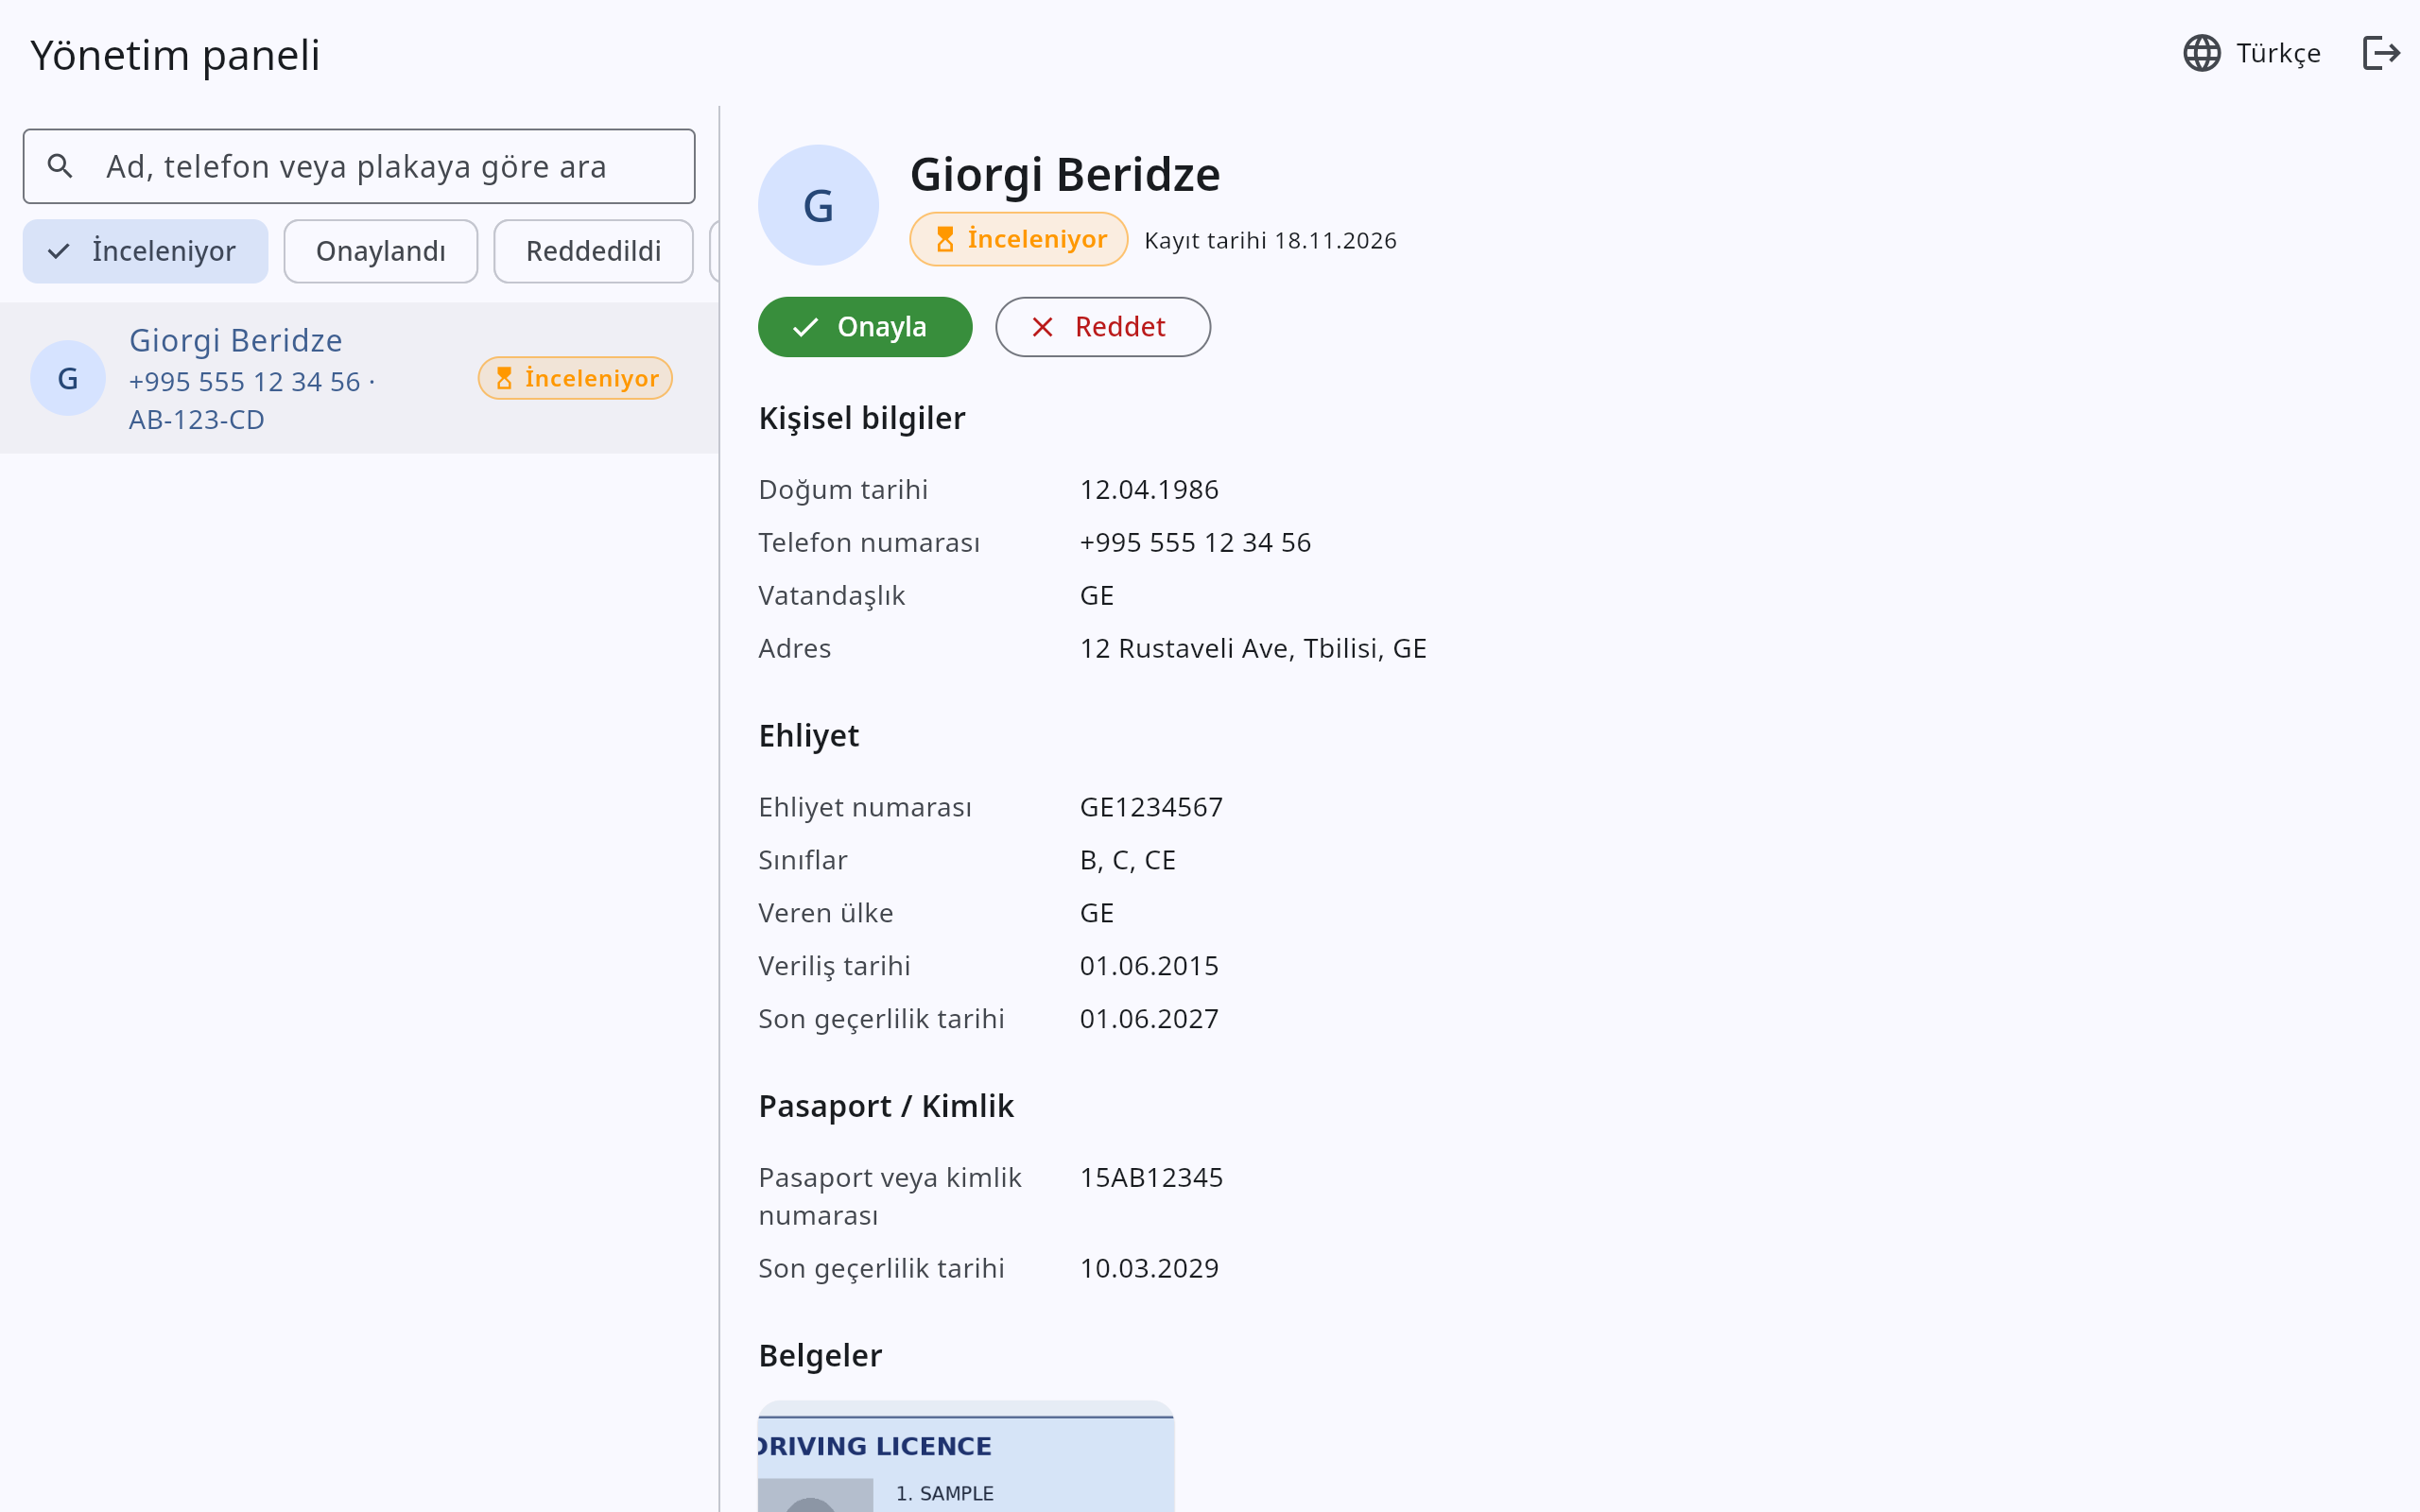 Yönetim paneli
Türkçe
Ad, telefon veya plakaya göre ara
İnceleniyor
Onaylandı
Reddedildi
G
Giorgi Beridze
+995 555 12 34 56 ·
AB-123-CD
İnceleniyor
G
Giorgi Beridze
İnceleniyor
Kayıt tarihi 18.11.2026
Onayla
Reddet
Kişisel bilgiler
Doğum tarihi 12.04.1986
Telefon numarası +995 555 12 34 56
Vatandaşlık GE
Adres 12 Rustaveli Ave, Tbilisi, GE
Ehliyet
Ehliyet numarası GE1234567
Sınıflar B, C, CE
Veren ülke GE
Veriliş tarihi 01.06.2015
Son geçerlilik tarihi 01.06.2027
Pasaport / Kimlik
Pasaport veya kimlik 15AB12345
numarası
Son geçerlilik tarihi 10.03.2029
Belgeler
DRIVING LICENCE
1. SAMPLE